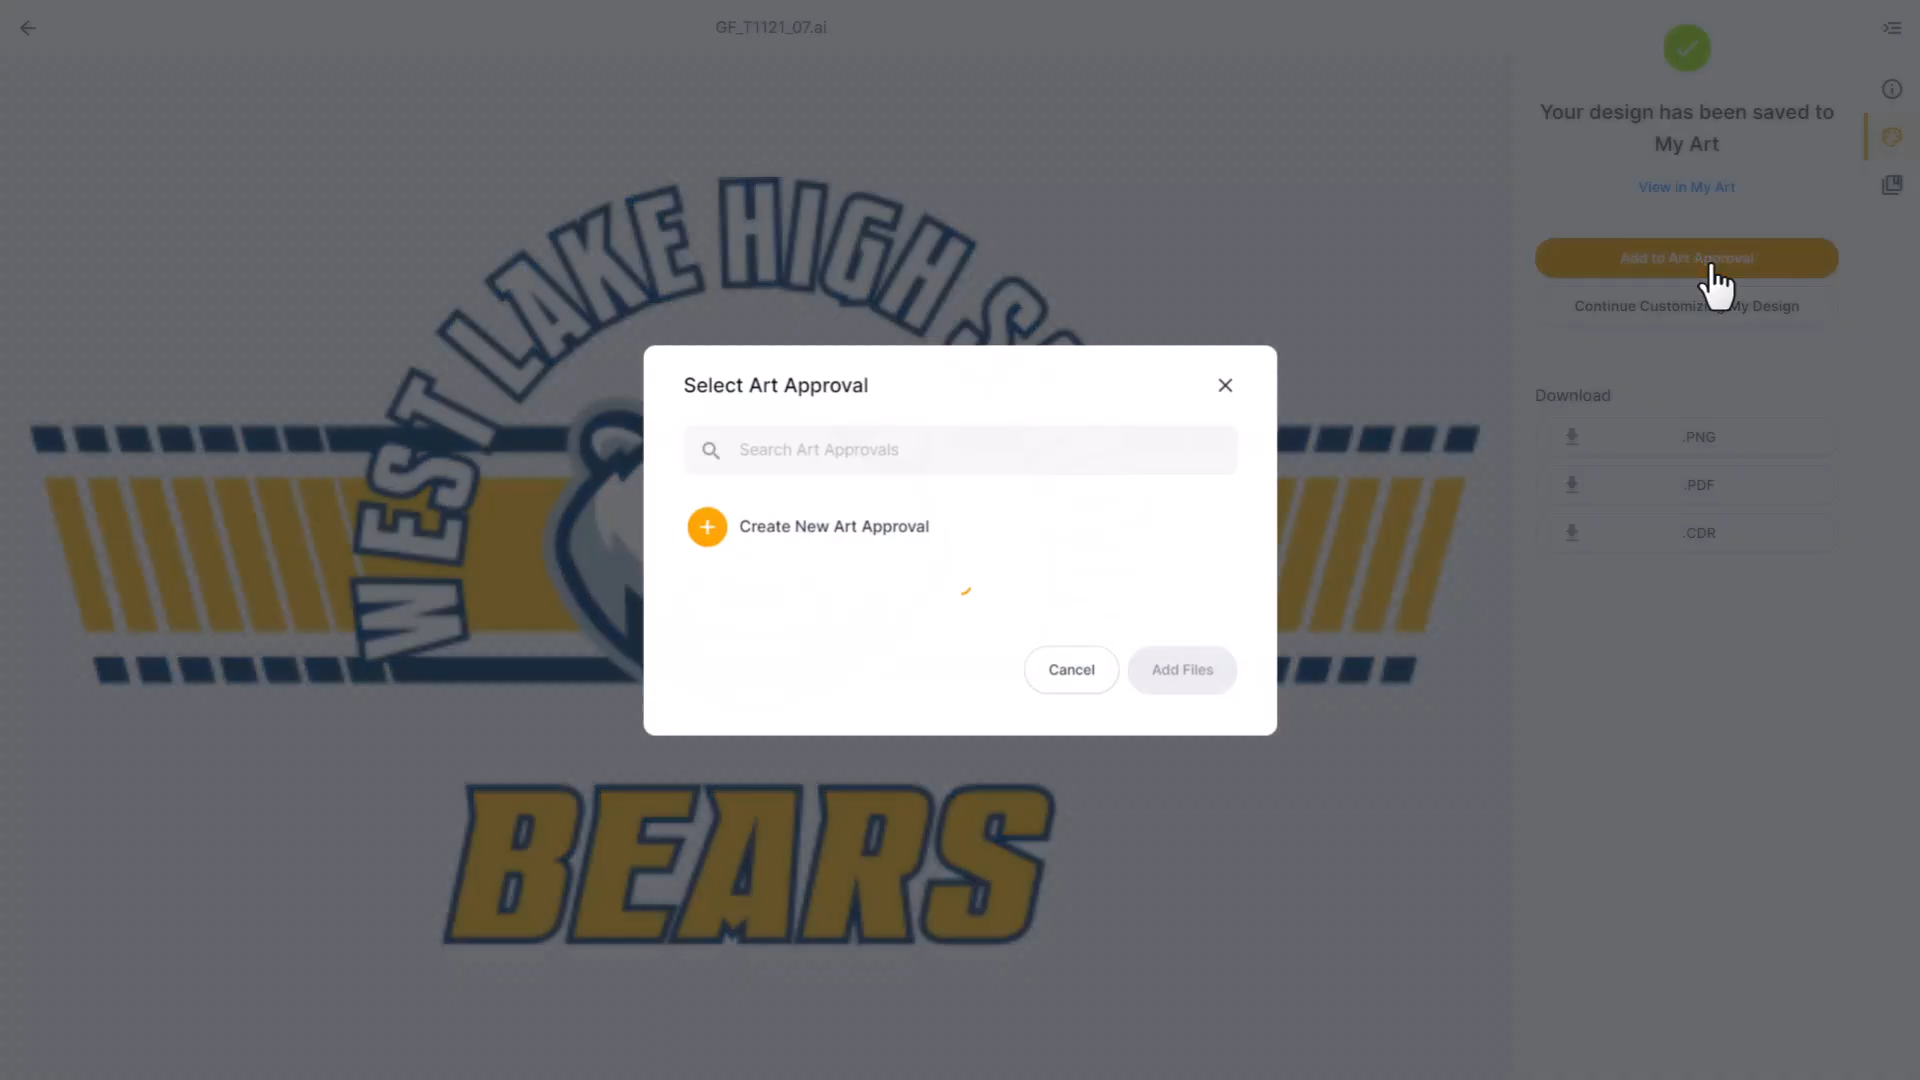 GF_T1121_07.ai
Your design has been saved to
My Art
View in My Art
Add to Art Approval
Continue Customizing My Design
Download
.PNG
.PDF
.CDR
WEST LAKE HIGH
BEARS
Select Art Approval
Search Art Approvals
Create New Art Approval
Cancel
Add Files